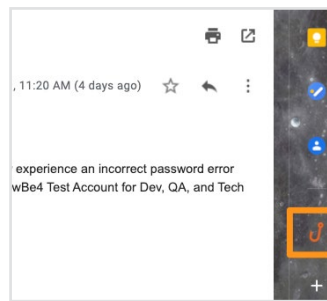 , 11:20 AM (4 days ago)
experience an incorrect password error
wBe4 Test Account for Dev, QA, and Tech